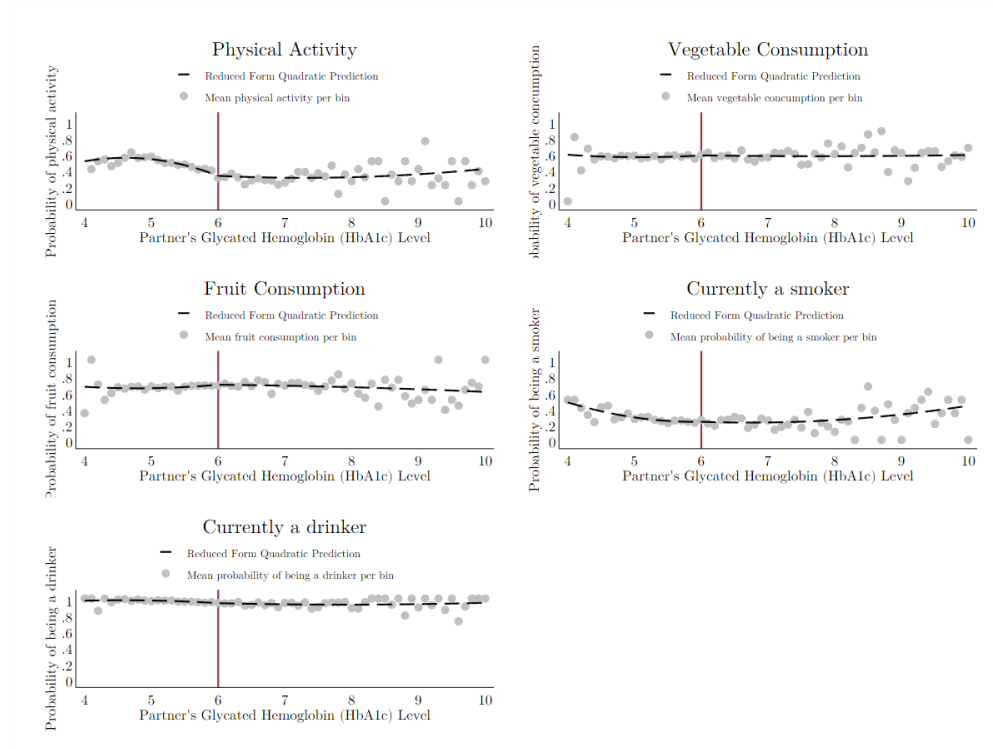 Physical Activity
Reduced Form Quadratic Prediction
Mean physical activity per bin
Probability of physical activity
1
.8
.6
.4
.2
0
4 5 6 7 8 9 10
Partner's Glycated Hemoglobin (HbA1c) Level
Vegetable Consumption
Reduced Form Quadratic Prediction
Mean vegetable concumption per bin
bability of vegetable concumption
1
.8
.6
.4
.2
0
4 5 6 7 8 9 10
Partner's Glycated Hemoglobin (HbA1c) Level
Fruit Consumption
Reduced Form Quadratic Prediction
Mean fruit consumption per bin
Probability of fruit consumption
1
.8
.6
.4
.2
0
4 5 6 7 8 9 10
Partner's Glycated Hemoglobin (HbA1c) Level
Currently a smoker
Reduced Form Quadratic Prediction
Mean probability of being a smoker per bin
Probability of being a smoker
1
.8
.6
.4
.2
0
4 5 6 7 8 9 10
Partner's Glycated Hemoglobin (HbA1c) Level
Currently a drinker
Reduced Form Quadratic Prediction
Mean probability of being a drinker per bin
Probability of being a drinker
1
.8
.6
.4
.2
0
4 5 6 7 8 9 10
Partner's Glycated Hemoglobin (HbA1c) Level